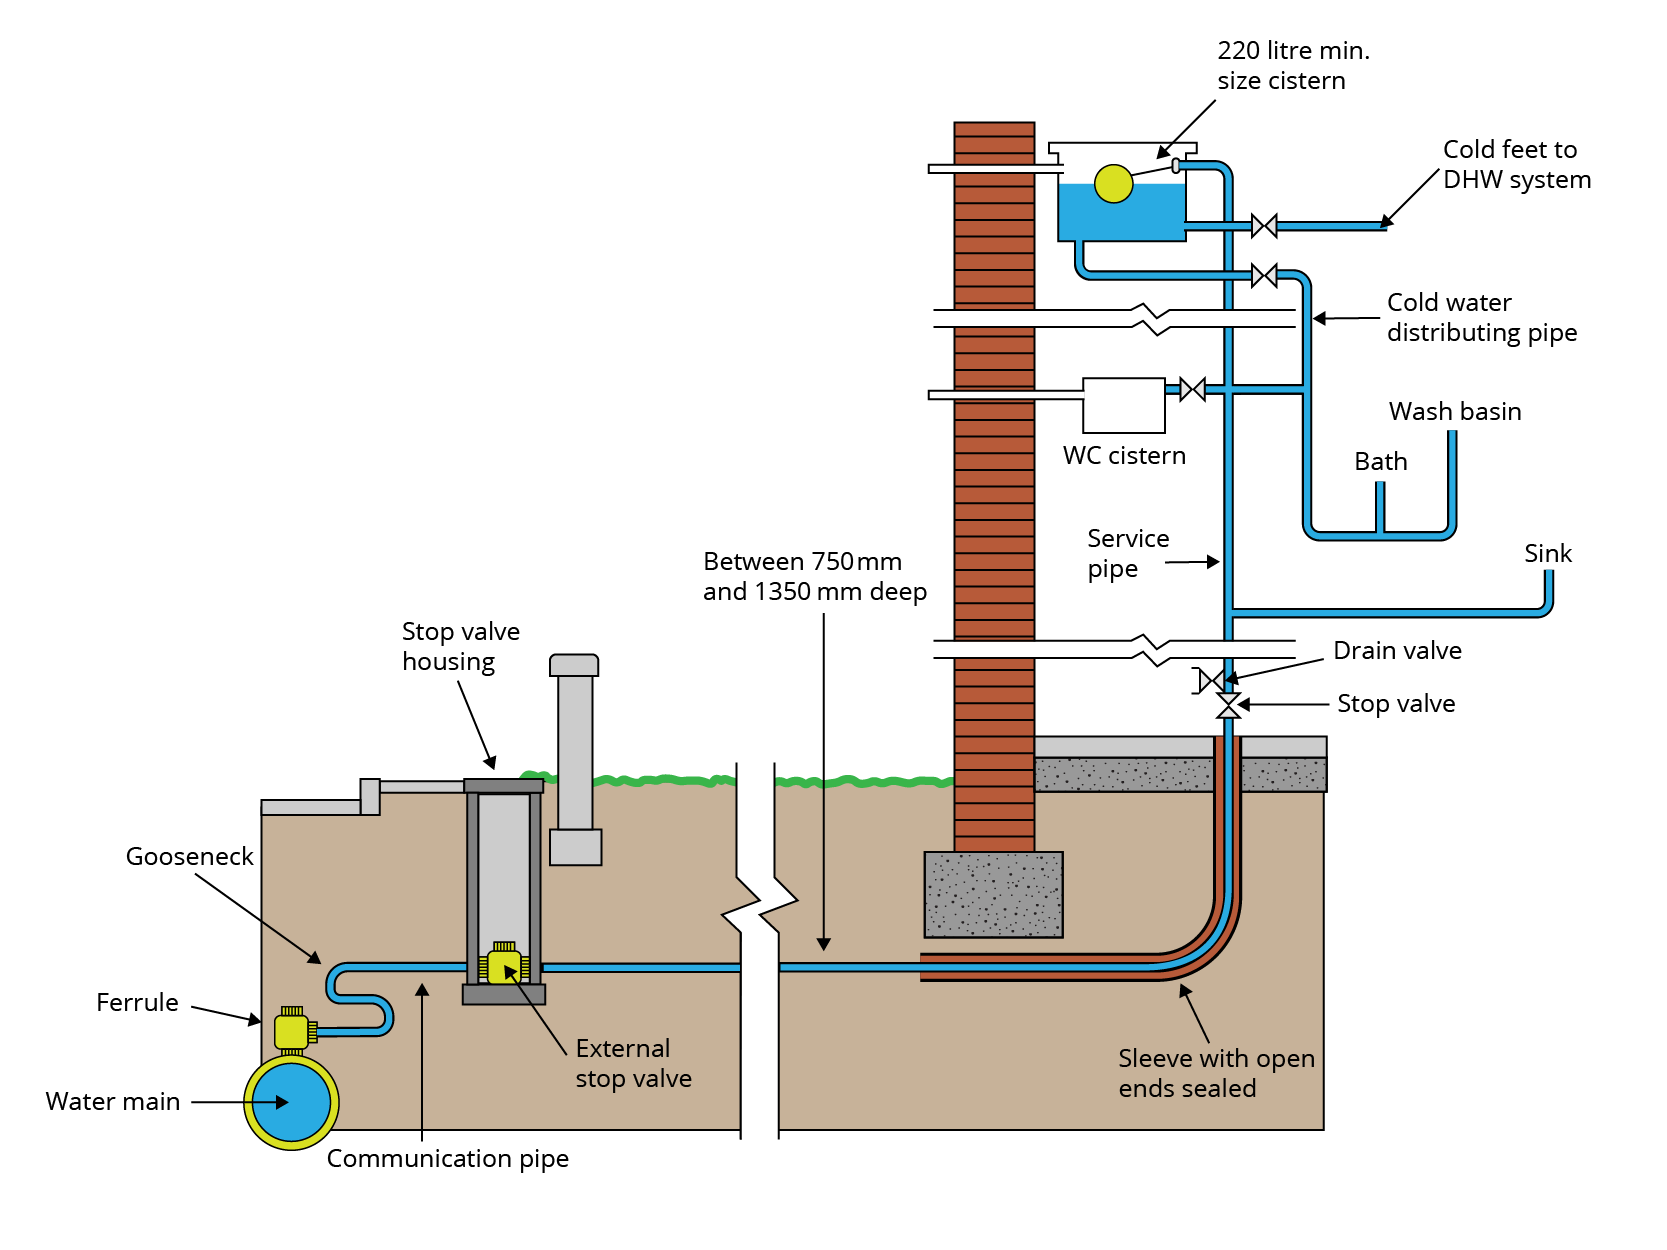 220 litre min.
size cistern
Cold feet to
DHW system
Cold water
distributing pipe
Wash basin
WC cistern
Bath
Service
pipe
Sink
Between 750mm
and 1350 mm deep
Stop valve
housing
Drain valve
Stop valve
Gooseneck
Ferrule
External
stop valve
Sleeve with open
ends sealed
Water main
Communication pipe